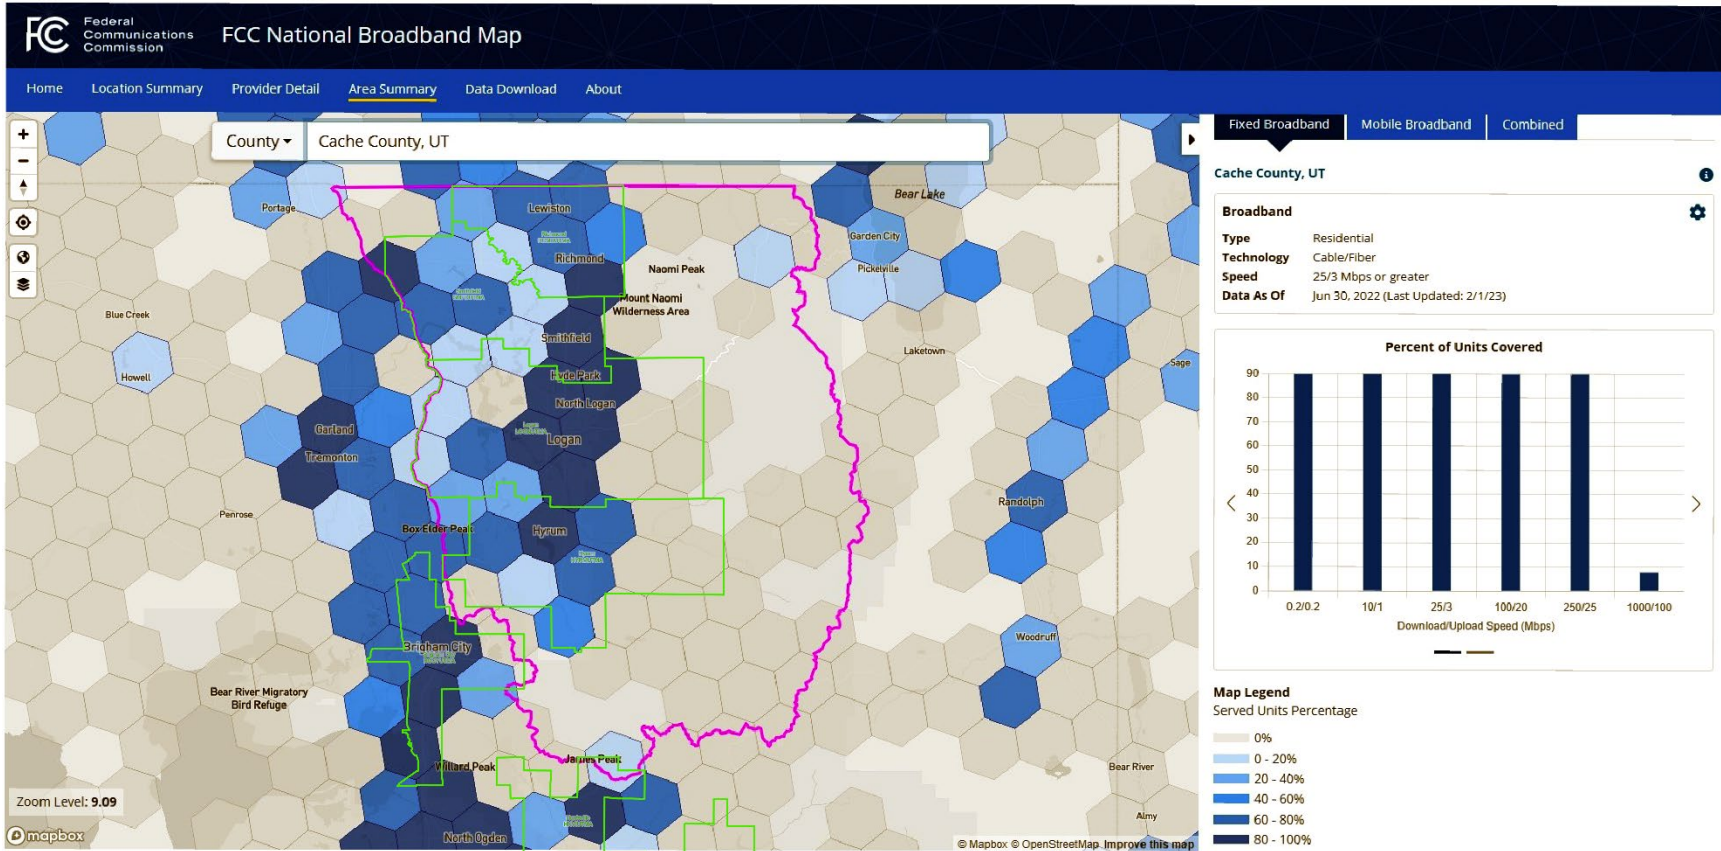 FCC Federal
Communications
Commission
FCC National Broadband Map
Home Location Summary Provider Detail Area Summary Data Download About
County
Cache County, UT
Portage
Lewiston
Bear Lake
Richmond
Garden City
Naomi Peak
Pickelville
Mount Naomi
Wilderness Area
Blue Creek
Smithfield
Laketown
Sage
Howell
Hyde Park
North Logan
Garland
Logan
Tremonton
Randolph
Penrose
Box Elder Peak
Hyrum
Woodruff
Brigham City
Bear River Migratory
Bird Refuge
James Peak
Willard Peak
Bear River
Almy
North Ogden
Zoom Level: 9.09
mapbox
© Mapbox © OpenStreetMap Improve this map
Fixed Broadband Mobile Broadband Combined
Cache County, UT
Broadband
Type Residential
Technology Cable/Fiber
Speed 25/3 Mbps or greater
Data As Of Jun 30, 2022 (Last Updated: 2/1/23)
Percent of Units Covered
90
80
70
60
50
40
30
20
10
0
0.2/0.2 10/1 25/3 100/20 250/25 1000/100
Download/Upload Speed (Mbps)
Map Legend
Served Units Percentage
0%
0 - 20%
20 - 40%
40 - 60%
60 - 80%
80 - 100%